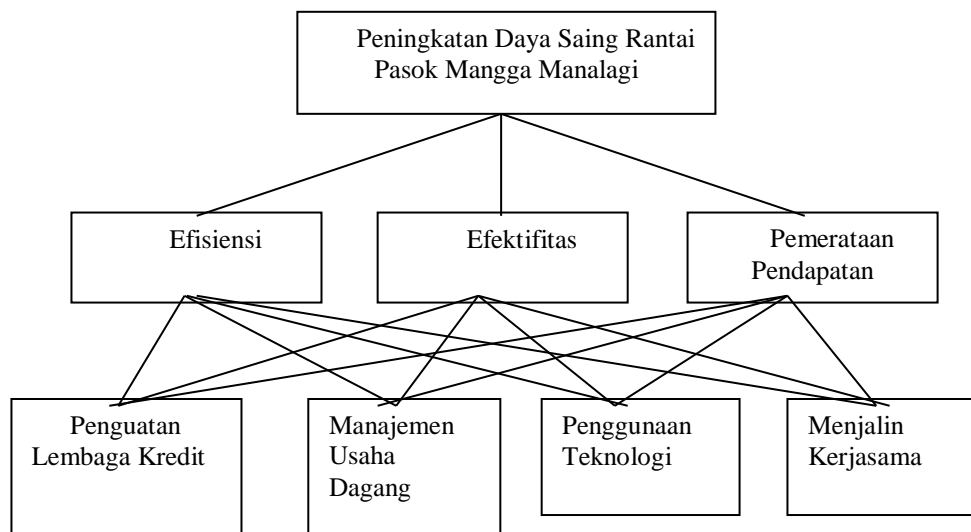 Peningkatan Daya Saing Rantai
Pasok Mangga Manalagi
Efisiensi
Efektifitas
Pemerataan
Pendapatan
Penguatan
Lembaga Kredit
Manajemen
Usaha
Dagang
Penggunaan
Teknologi
Menjalin
Kerjasama